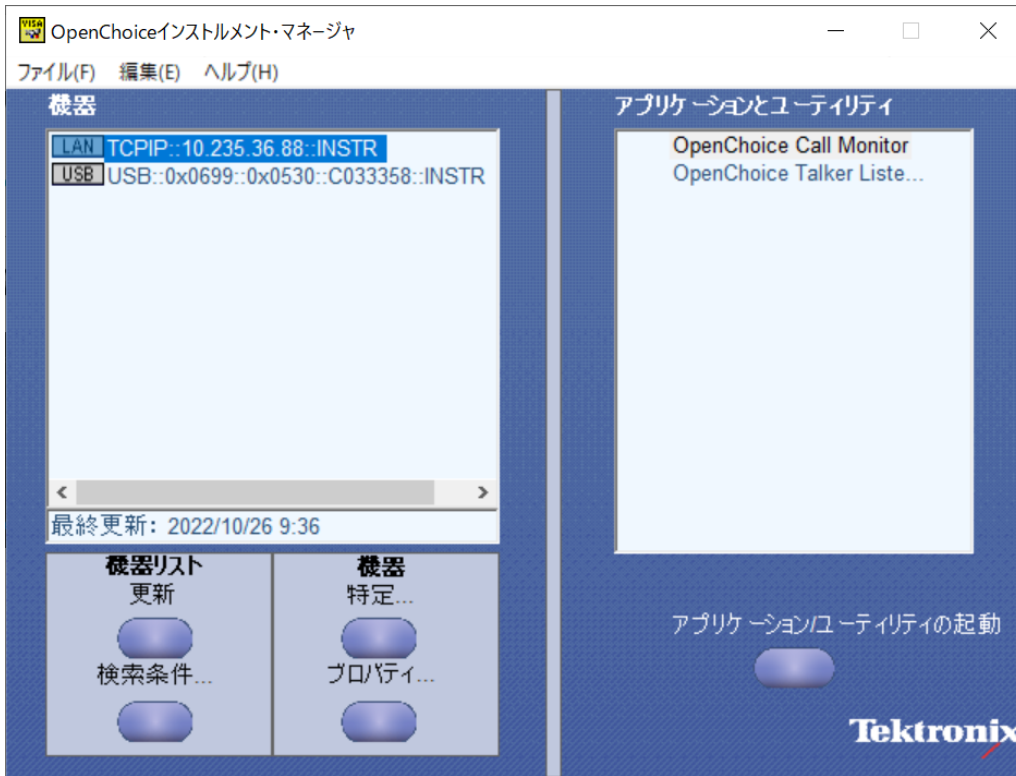 OpenChoiceインストルメント・マネージャ
ファイル(F) 編集(E) ヘルプ(H)
機器
LAN TCPIP::10.235.36.88::INSTR
USB USB::0x0699::0x0530::C033358::INSTR
最終更新: 2022/10/26 9:36
機器リスト
更新
検索条件...
機器
特定...
プロパティ...
アプリケーションとユーティリティ
OpenChoice Call Monitor
OpenChoice Talker Liste...
アプリケーション/ユーティリティの起動
Tektronix